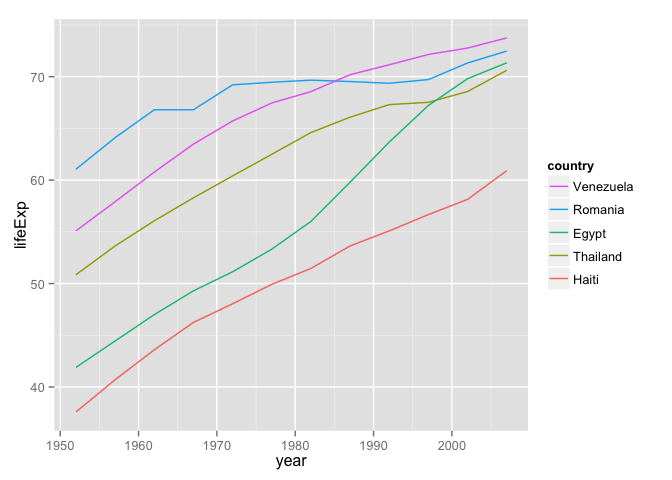 70
60
50
40
lifeExp
1950 1960 1970 1980 1990 2000
year
country
Venezuela
Romania
Egypt
Thailand
Haiti